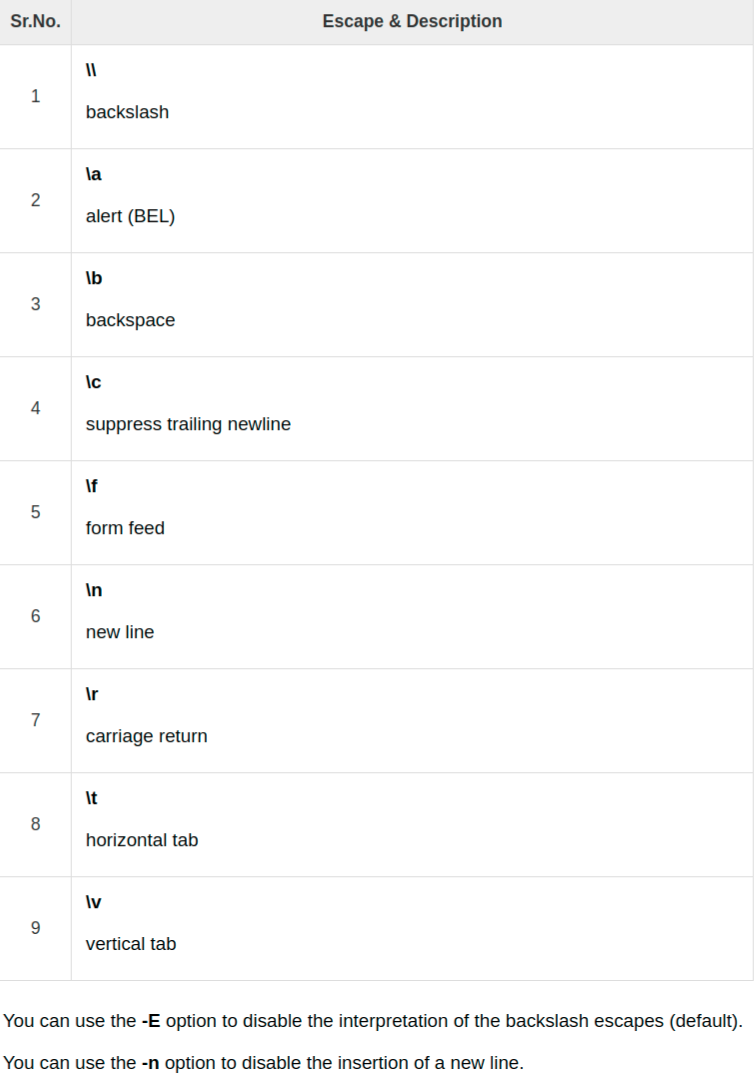 Sr.No. Escape & Description
1
\\
backslash
2
\a
alert (BEL)
3
\b
backspace
4
\c
suppress trailing newline
5
\f
form feed
6
\n
new line
7
\r
carriage return
8
\t
horizontal tab
9
\v
vertical tab
You can use the -E option to disable the interpretation of the backslash escapes (default).
You can use the -n option to disable the insertion of a new line.